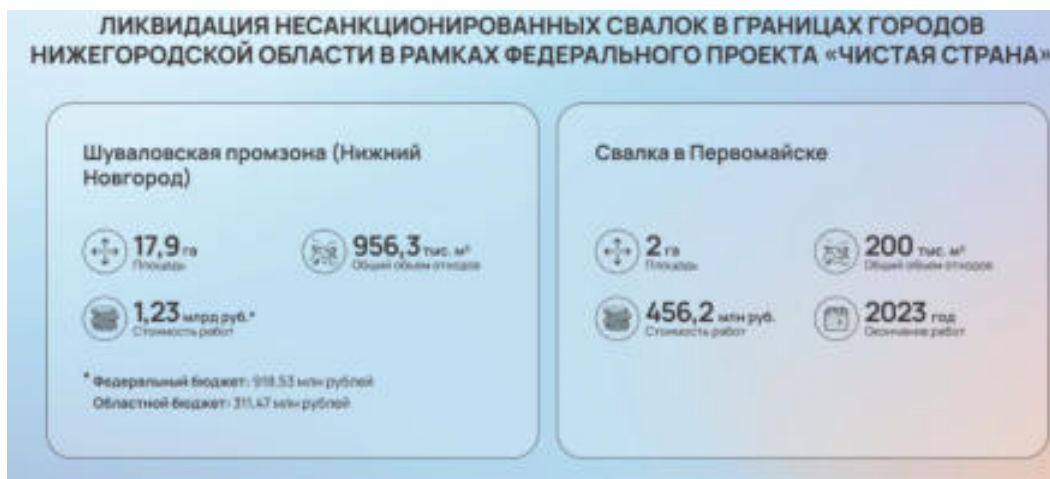 ЛИКВИДАЦИЯ НЕСАНКЦИОНИРОВАННЫХ СВАЛОК В ГРАНИЦАХ ГОРОДОВ
НИЖЕГОРОДСКОЙ ОБЛАСТИ В РАМКАХ ФЕДЕРАЛЬНОГО ПРОЕКТА «ЧИСТАЯ СТРАНА»
Шуваловская промзона (Нижний
Новгород)
17,9 га
Площадь
956,3 тыс. м³
Общий объем отходов
1,23 млрд руб.*
Стоимость работ
* Федеральный бюджет: 918,53 млн рублей
Областной бюджет: 311,47 млн рублей
Свалка в Первомайске
2 га
Площадь
200 тыс. м³
Общий объем отходов
456,2 млн руб.
Стоимость работ
2023 год
Окончание работ